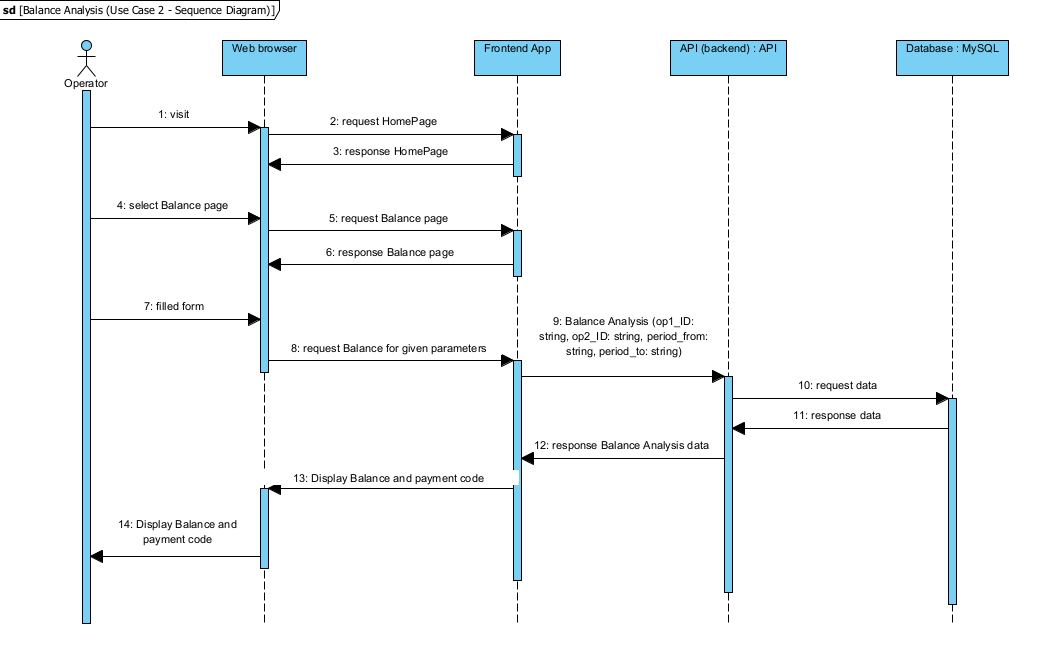 sd [Balance Analysis (Use Case 2 - Sequence Diagram)]
Operator
Web browser
Frontend App
API (backend) : API
Database : MySQL
1: visit
2: request HomePage
3: response HomePage
4: select Balance page
5: request Balance page
6: response Balance page
7: filled form
8: request Balance for given parameters
9: Balance Analysis (op1_ID:
string, op2_ID: string, period_from:
string, period_to: string)
10: request data
11: response data
12: response Balance Analysis data
13: Display Balance and payment code
14: Display Balance and
payment code